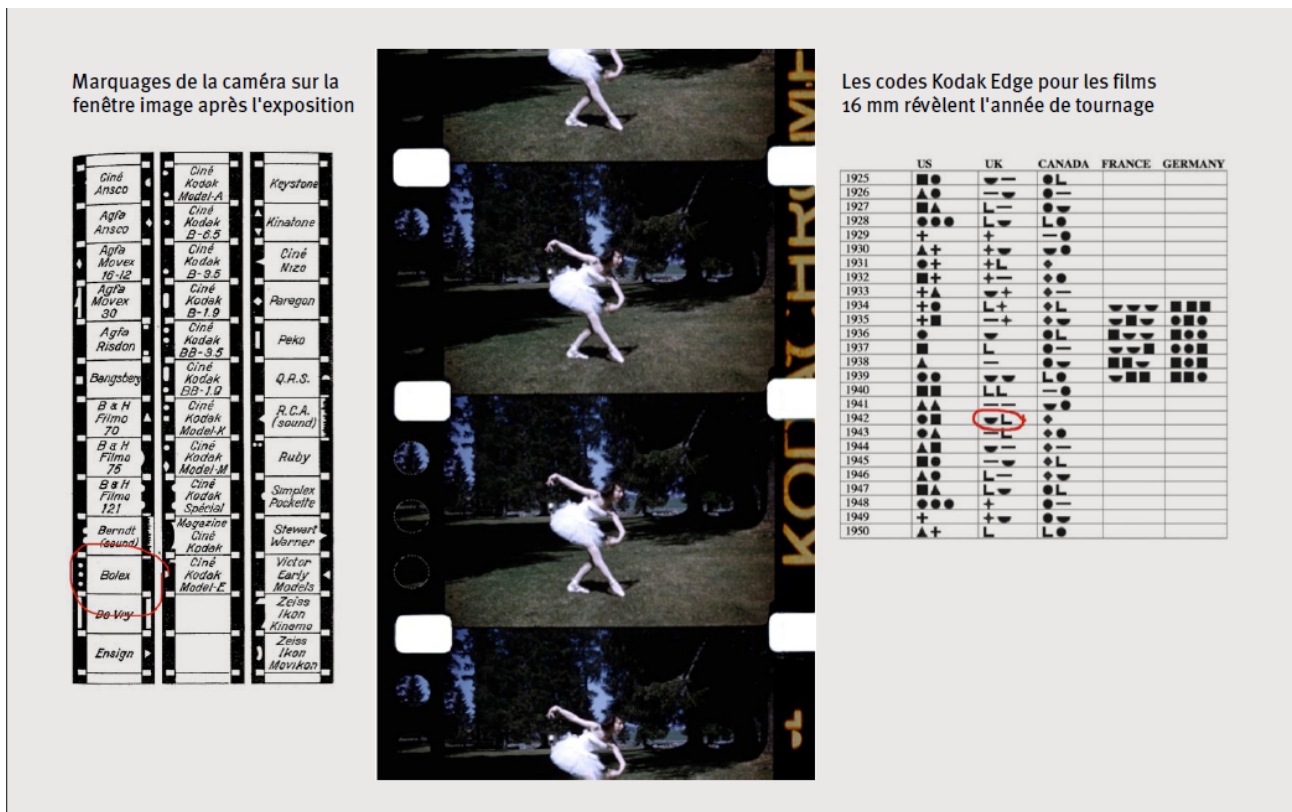 Marquages de la caméra sur la
fenêtre image après l'exposition
Ciné
Ansco
Agfa
Ansco
Agfa
Movex
16-12
Agfa
Movex
30
Agfa
Risdon
Bangsberg
B & H
Filmo
70
B & H
Filmo
75
B & H
Filmo
121
Berndt
(sound)
Bolex
De Vry
Ensign
Ciné
Kodak
Model-A
Ciné
Kodak
B-6.5
Ciné
Kodak
B-3.5
Ciné
Kodak
B-1.9
Ciné
Kodak
BB-3.5
Ciné
Kodak
BB-1.9
Ciné
Kodak
Model-K
Ciné
Kodak
Model-M
Ciné
Kodak
Spécial
Magazine
Ciné
Kodak
Ciné
Kodak
Model-E
Keystone
Kinatone
Ciné
Nizo
Paragon
Peko
Q.R.S.
R.C.A.
(sound)
Ruby
Simplex
Pockette
Stewart
Warner
Victor
Early
Models
Zeiss
Ikon
Kinamo
Zeiss
Ikon
Movikon
KODACHROME
Les codes Kodak Edge pour les films
16 mm révèlent l'année de tournage
US UK CANADA FRANCE GERMANY
1925
1926
1927
1928
1929
1930
1931
1932
1933
1934
1935
1936
1937
1938
1939
1940
1941
1942
1943
1944
1945
1946
1947
1948
1949
1950